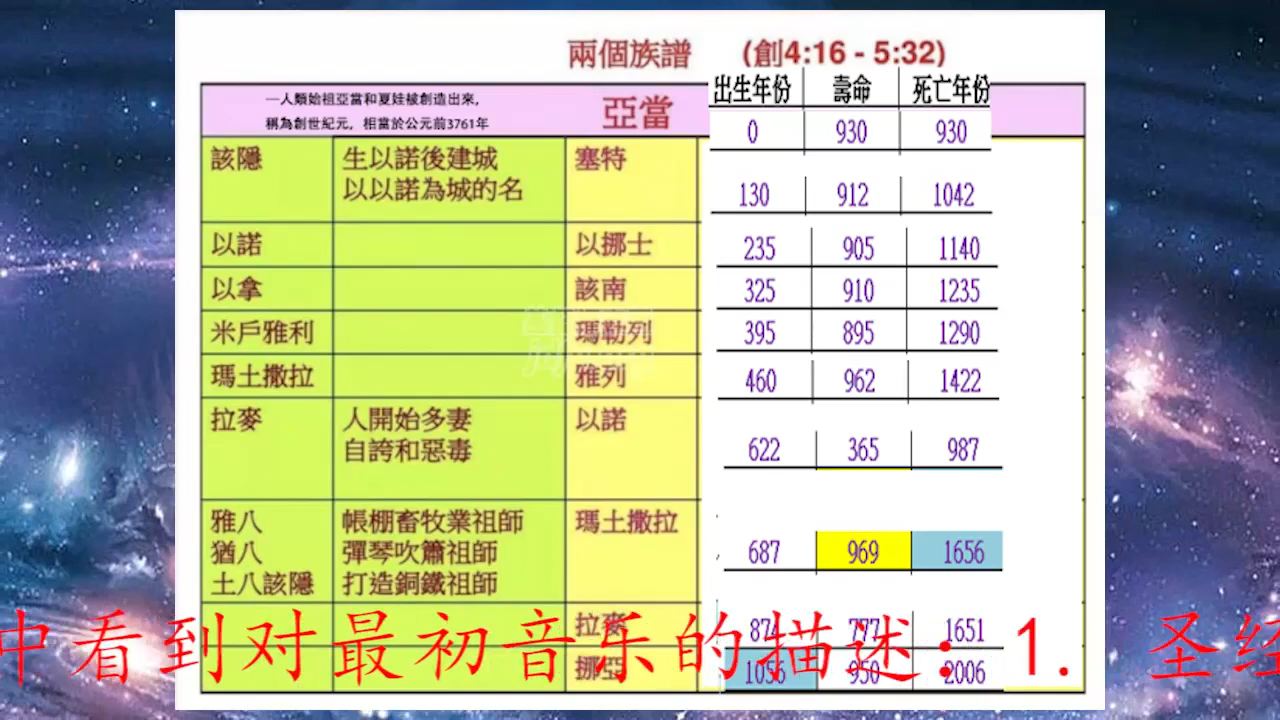 兩個族譜 (創4:16 - 5:32)
出生年份 壽命 死亡年份
一人類始祖亞當和夏娃被創造出來，
稱為創世紀元，相當於公元前3761年
亞當 0 930 930
該隱 生以諾後建城 塞特
以以諾為城的名
130 912 1042
以諾 以挪士 235 905 1140
以拿 該南 325 910 1235
米戶雅利 瑪勒列 395 895 1290
瑪土撒拉 雅列 460 962 1422
拉麥 人開始多妻 以諾
自誇和惡毒
622 365 987
雅八 帳棚畜牧業祖師 瑪土撒拉
猶八 彈琴吹簫祖師 687 969 1656
土八該隱 打造銅鐵祖師
拉麥 874 777 1651
中看到对最初音乐的描述：1. 圣经
挪亞 1056 950 2006